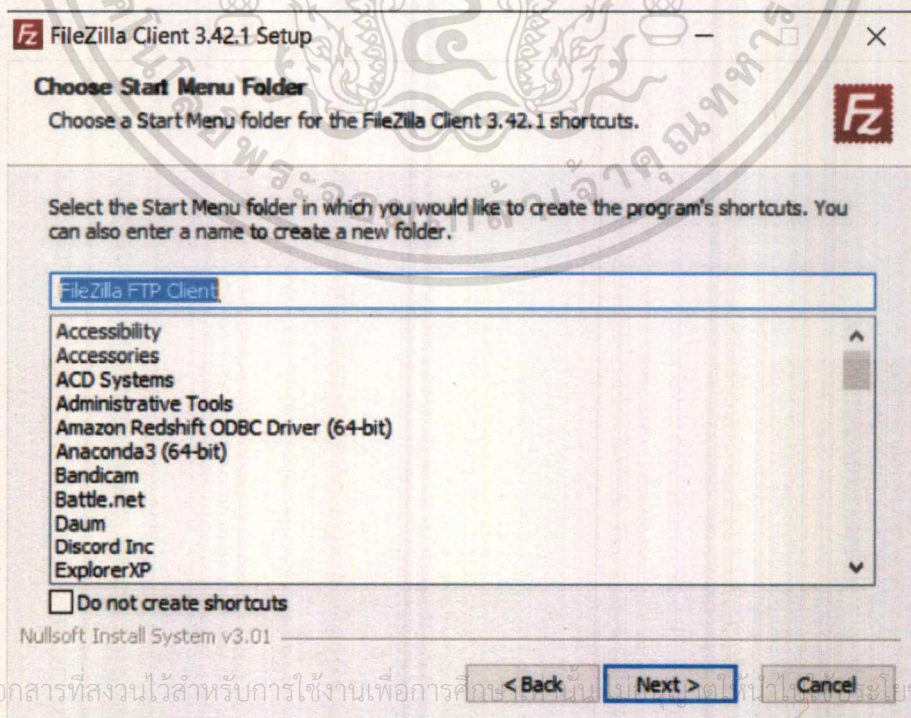 Fz FileZilla Client 3.42.1 Setup
Choose Start Menu Folder
Choose a Start Menu folder for the FileZilla Client 3.42.1 shortcuts.
Fz
Select the Start Menu folder in which you would like to create the program's shortcuts. You
can also enter a name to create a new folder.
FileZilla FTP Client
Accessibility
Accessories
ACD Systems
Administrative Tools
Amazon Redshift ODBC Driver (64-bit)
Anaconda3 (64-bit)
Bandicam
Battle.net
Daum
Discord Inc
ExplorerXP
Do not create shortcuts
Nullsoft Install System v3.01
< Back Next > Cancel